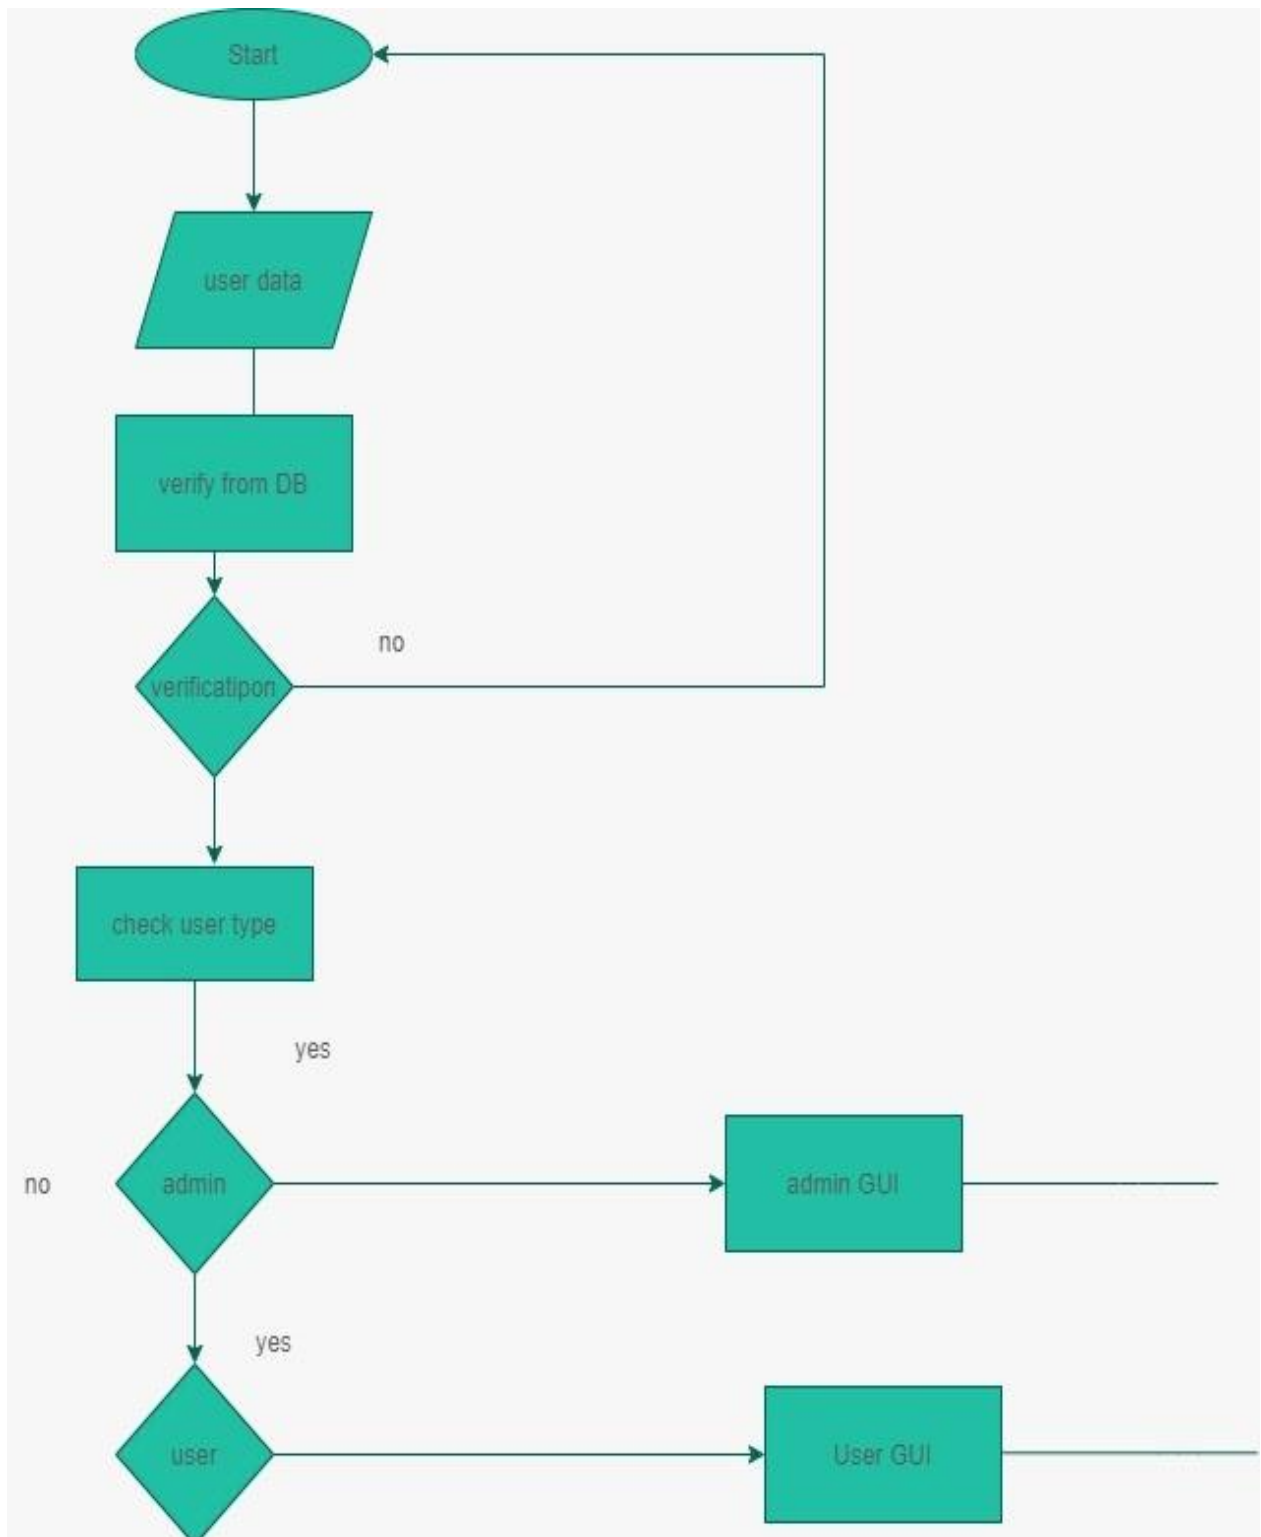 Start
user data
verify from DB
no
verificatipon
check user type
yes
no
admin
admin GUI
yes
user
User GUI